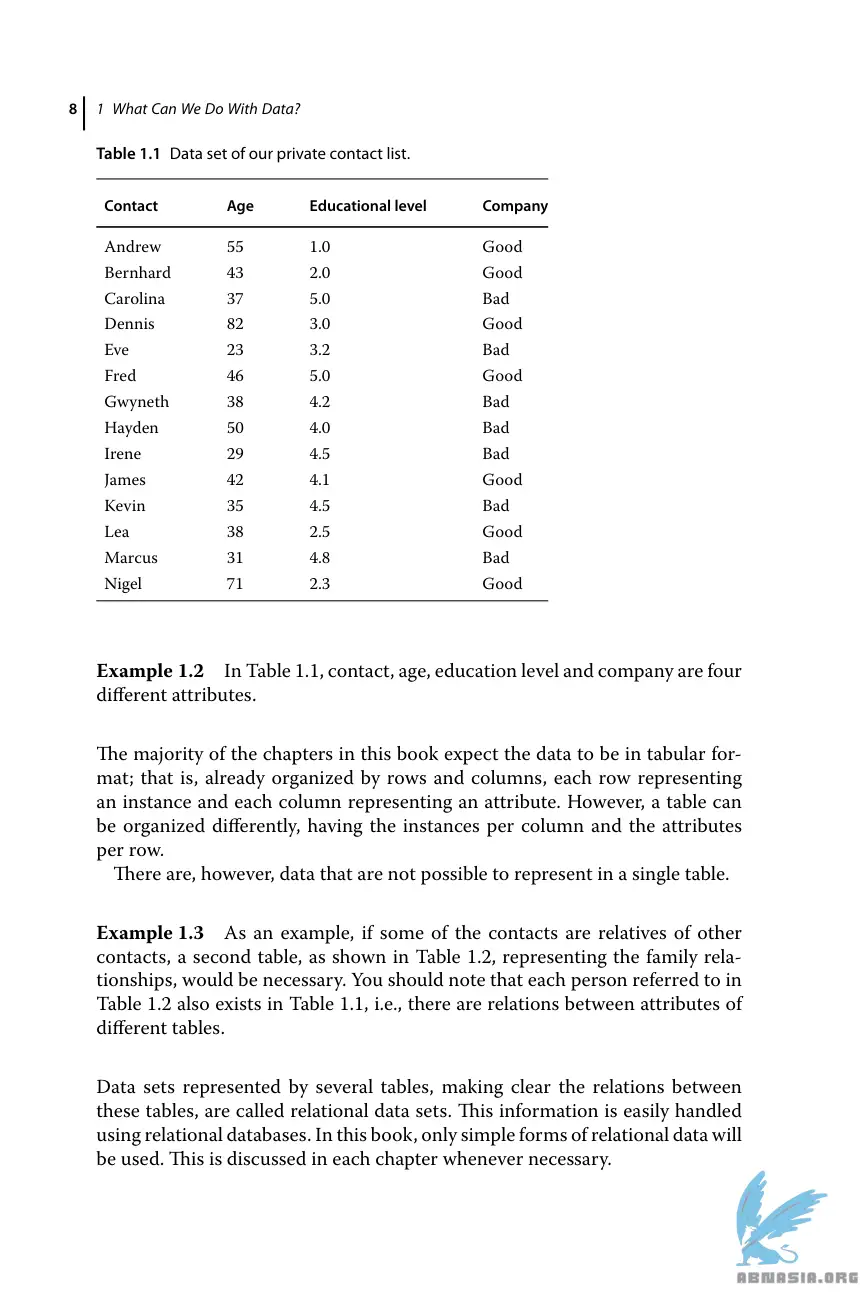 8 1 What Can We Do With Data?
Table 1.1 Data set of our private contact list.
Contact Age Educational level Company
Andrew 55 1.0 Good
Bernhard 43 2.0 Good
Carolina 37 5.0 Bad
Dennis 82 3.0 Good
Eve 23 3.2 Bad
Fred 46 5.0 Good
Gwyneth 38 4.2 Bad
Hayden 50 4.0 Bad
Irene 29 4.5 Bad
James 42 4.1 Good
Kevin 35 4.5 Bad
Lea 38 2.5 Good
Marcus 31 4.8 Bad
Nigel 71 2.3 Good
Example 1.2 In Table 1.1, contact, age, education level and company are four
different attributes.
The majority of the chapters in this book expect the data to be in tabular for-
mat; that is, already organized by rows and columns, each row representing
an instance and each column representing an attribute. However, a table can
be organized differently, having the instances per column and the attributes
per row.
There are, however, data that are not possible to represent in a single table.
Example 1.3 As an example, if some of the contacts are relatives of other
contacts, a second table, as shown in Table 1.2, representing the family rela-
tionships, would be necessary. You should note that each person referred to in
Table 1.2 also exists in Table 1.1, i.e., there are relations between attributes of
different tables.
Data sets represented by several tables, making clear the relations between
these tables, are called relational data sets. This information is easily handled
using relational databases. In this book, only simple forms of relational data will
be used. This is discussed in each chapter whenever necessary.
ABNASIA.ORG